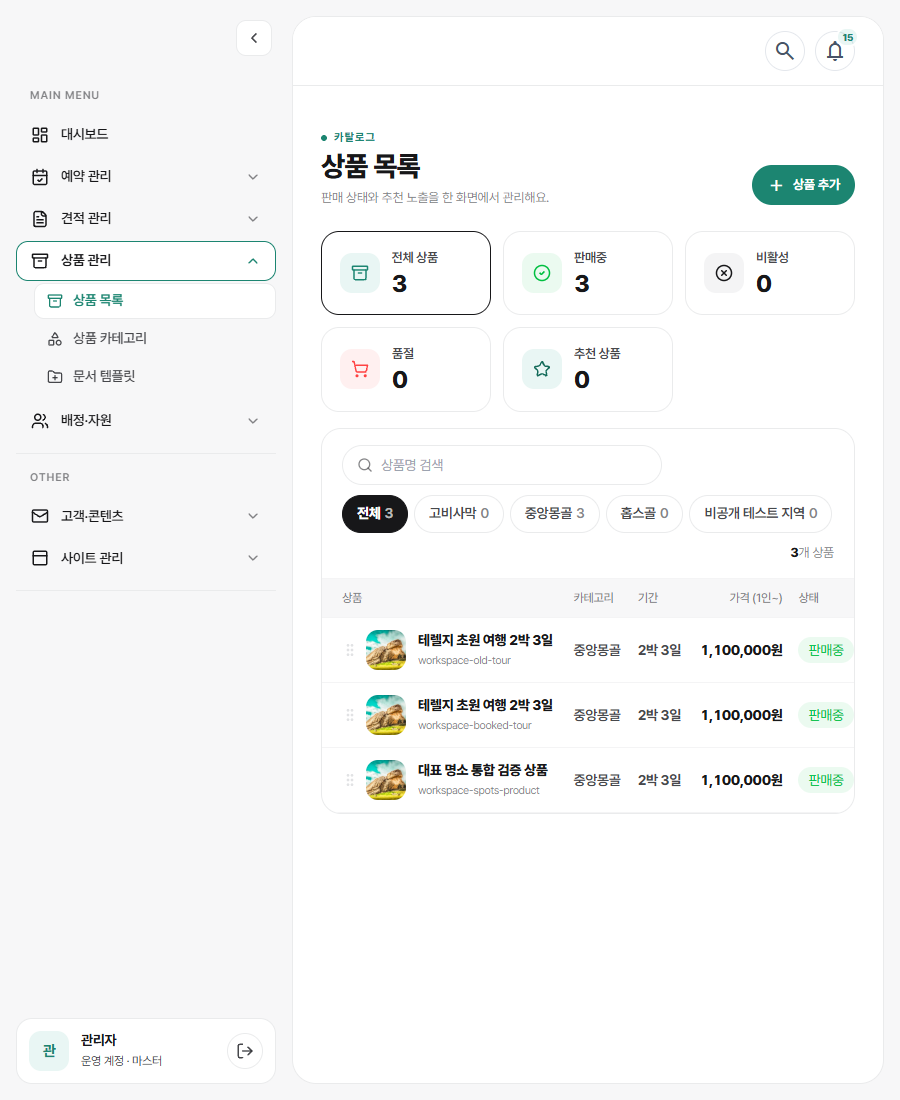 15
MAIN MENU
대시보드
예약 관리
견적 관리
상품 관리
상품 목록
상품 카테고리
문서 템플릿
배정·자원
OTHER
고객·콘텐츠
사이트 관리
관
관리자
운영 계정 · 마스터
카탈로그
상품 목록
판매 상태와 추천 노출을 한 화면에서 관리해요.
상품 추가
전체 상품
3
판매중
3
비활성
0
품절
0
추천 상품
0
상품명 검색
전체 3
고비사막 0
중앙몽골 3
홉스골 0
비공개 테스트 지역 0
3개 상품
상품 카테고리 기간 가격 (1인~) 상태
테렐지 초원 여행 2박 3일
workspace-old-tour
중앙몽골 2박 3일 1,100,000원 판매중
테렐지 초원 여행 2박 3일
workspace-booked-tour
중앙몽골 2박 3일 1,100,000원 판매중
대표 명소 통합 검증 상품
workspace-spots-product
중앙몽골 2박 3일 1,100,000원 판매중